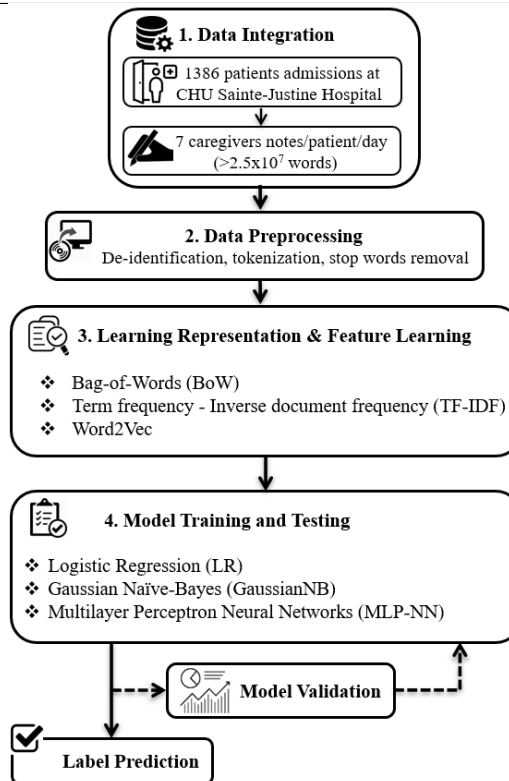 1. Data Integration
1386 patients admissions at
CHU Sainte-Justine Hospital
7 caregivers notes/patient/day
(>2.5x10⁷ words)
2. Data Preprocessing
De-identification, tokenization, stop words removal
3. Learning Representation & Feature Learning
❖ Bag-of-Words (BoW)
❖ Term frequency - Inverse document frequency (TF-IDF)
❖ Word2Vec
4. Model Training and Testing
❖ Logistic Regression (LR)
❖ Gaussian Naïve-Bayes (GaussianNB)
❖ Multilayer Perceptron Neural Networks (MLP-NN)
Model Validation
Label Prediction